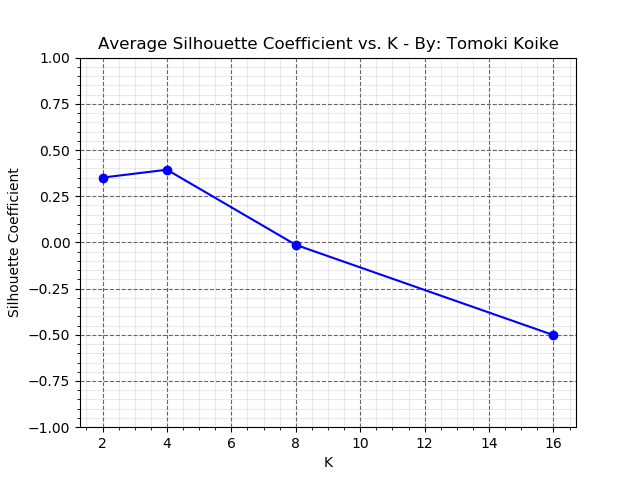 Average Silhouette Coefficient vs. K - By: Tomoki Koike
1.00
0.75
0.50
0.25
0.00
−0.25
−0.50
−0.75
−1.00
Silhouette Coefficient
2 4 6 8 10 12 14 16
K